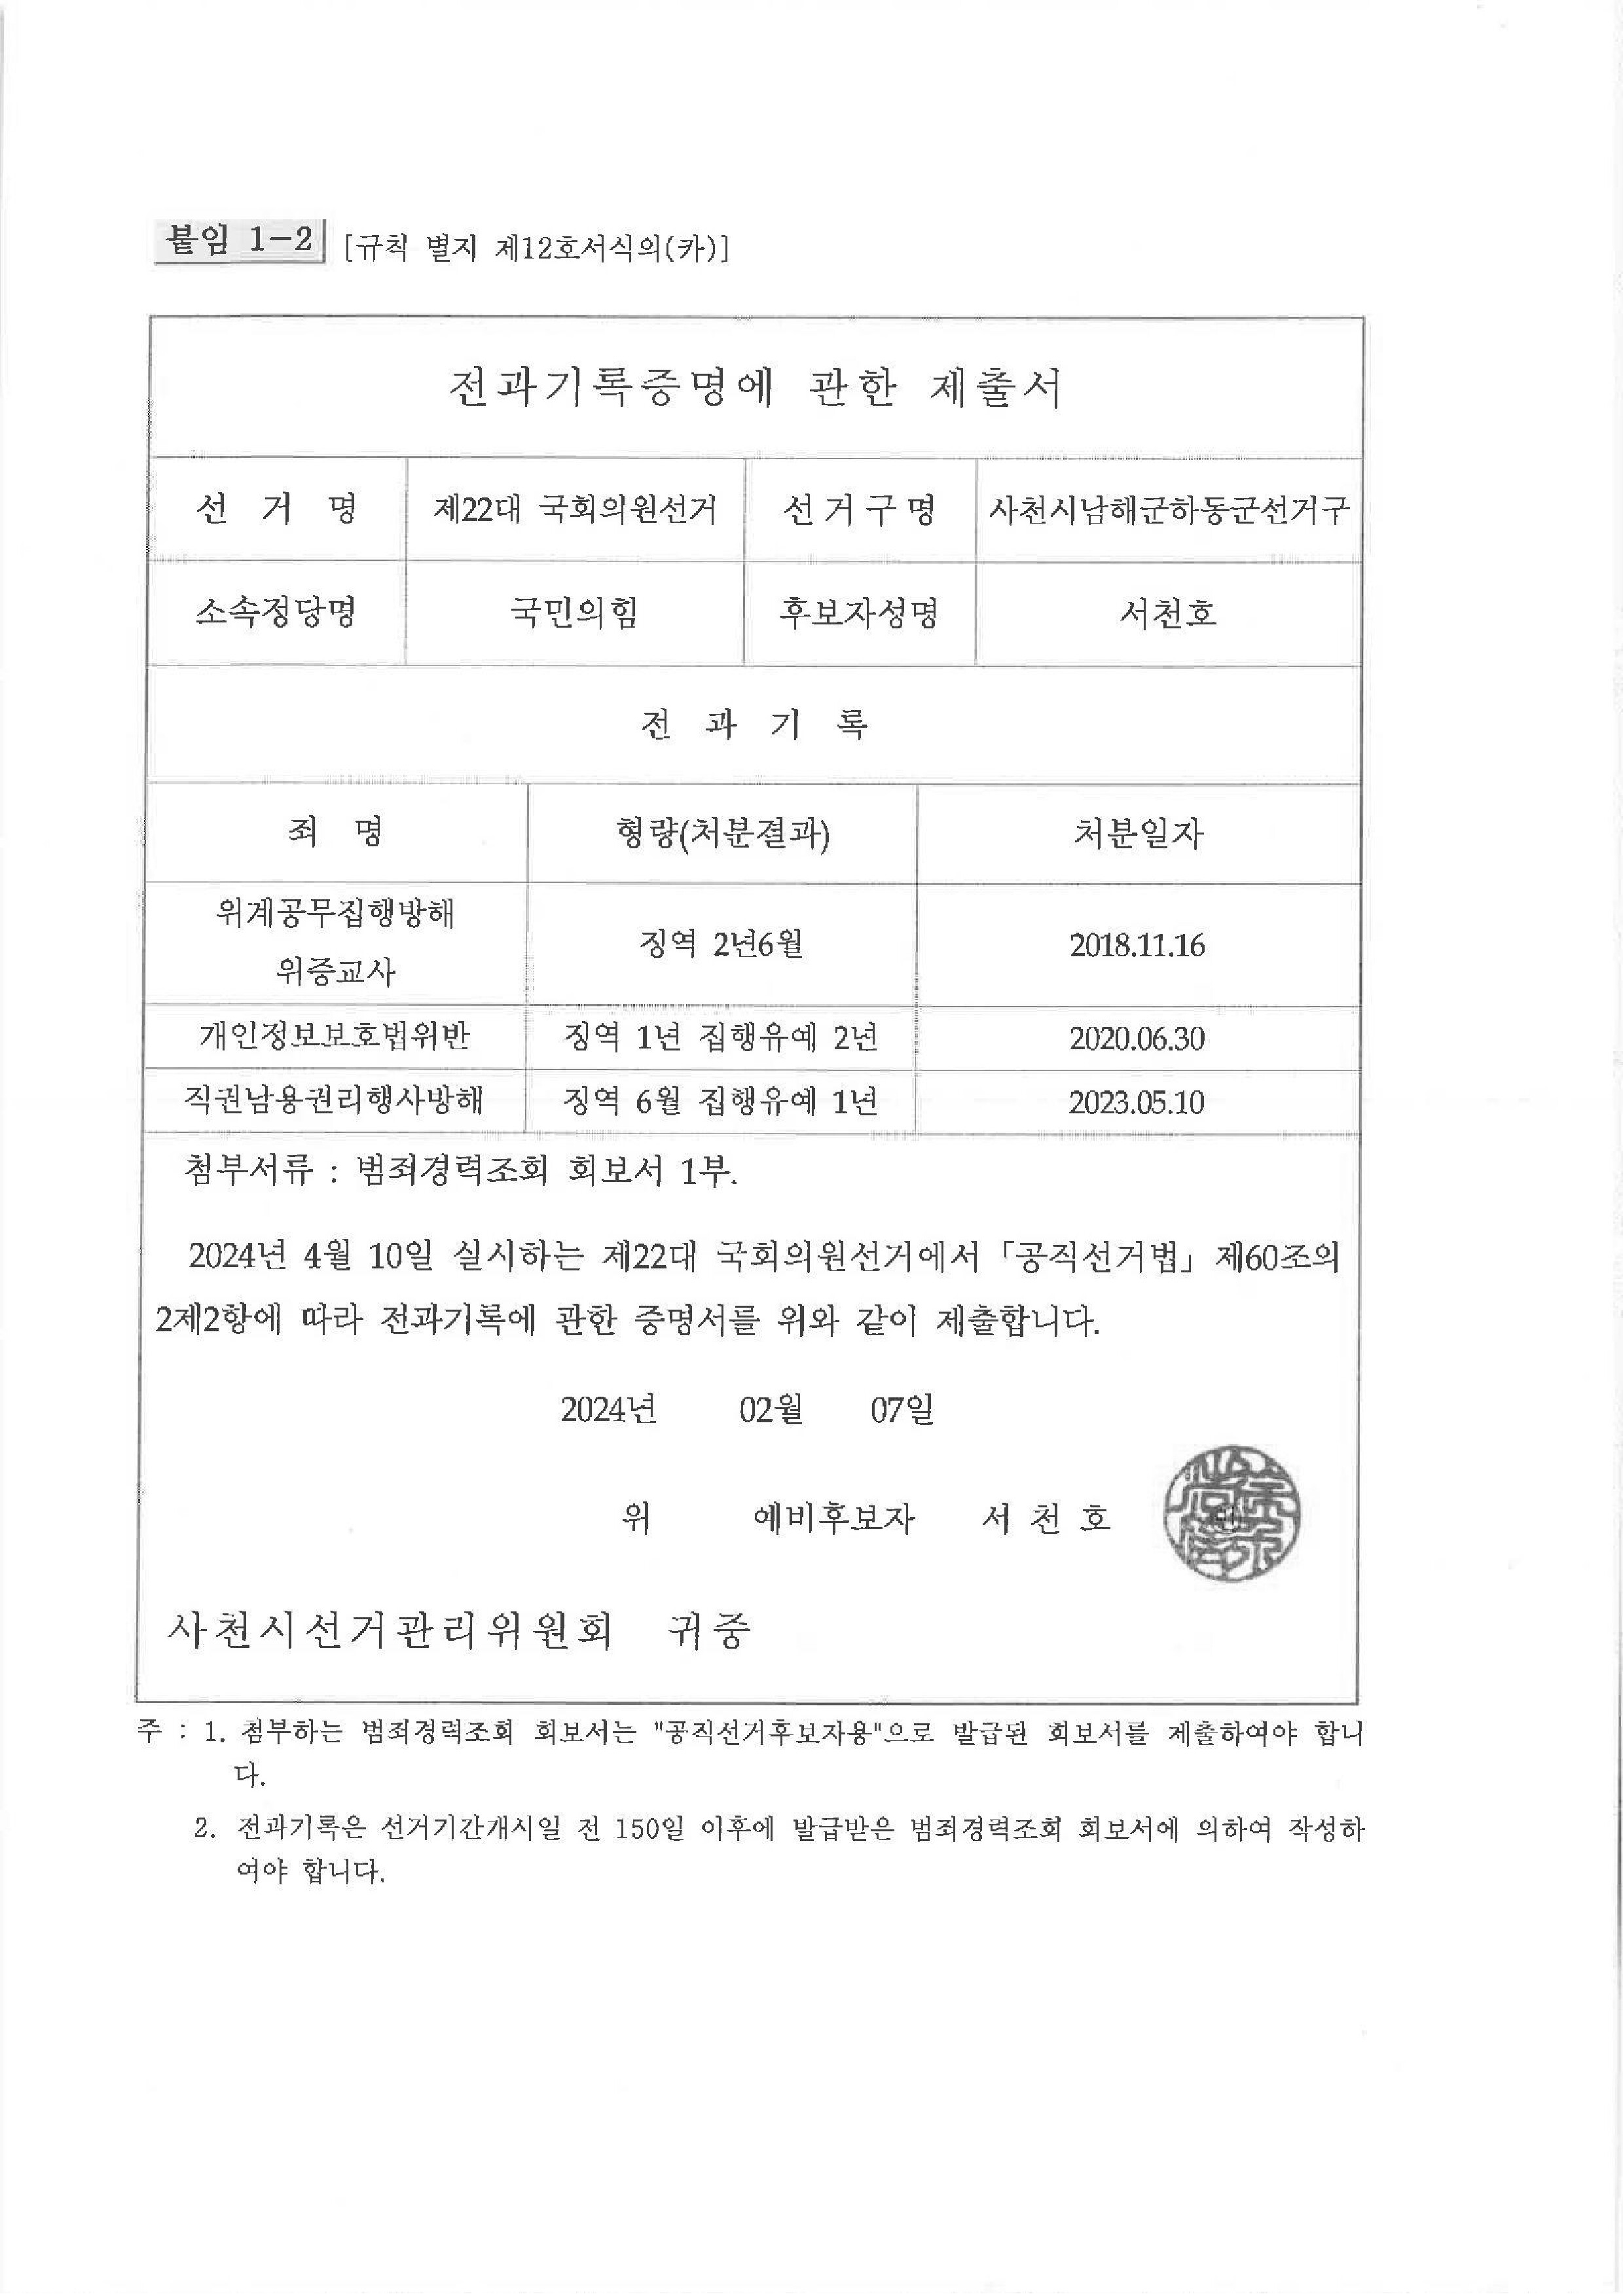 붙임 1-2 [규칙 별지 제12호서식의(카)]
전과기록증명에 관한 제출서
선 거 명 제22대 국회의원선거 선거구명 사천시남해군하동군선거구
소속정당명 국민의힘 후보자성명 서천호
전 과 기 록
죄 명 형량(처분결과) 처분일자
위계공무집행방해
위증교사
징역 2년6월 2018.11.16
개인정보보호법위반 징역 1년 집행유예 2년 2020.06.30
직권남용권리행사방해 징역 6월 집행유예 1년 2023.05.10
첨부서류 : 범죄경력조회 회보서 1부.
2024년 4월 10일 실시하는 제22대 국회의원선거에서 「공직선거법」 제60조의
2제2항에 따라 전과기록에 관한 증명서를 위와 같이 제출합니다.
2024년 02월 07일
위 예비후보자 서 천 호
사천시선거관리위원회 귀중
주 : 1. 첨부하는 범죄경력조회 회보서는 "공직선거후보자용"으로 발급된 회보서를 제출하여야 합니
다.
2. 전과기록은 선거기간개시일 전 150일 이후에 발급받은 범죄경력조회 회보서에 의하여 작성하
여야 합니다.